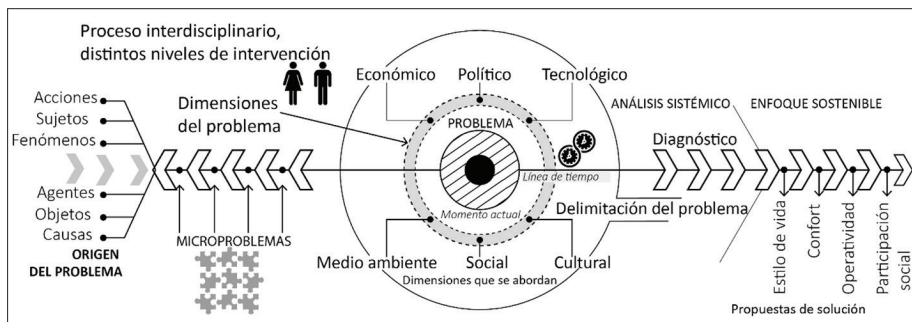 Proceso interdisciplinario,
distintos niveles de intervención
Acciones
Sujetos
Fenómenos
Agentes
Objetos
Causas
ORIGEN
DEL PROBLEMA
Dimensiones
del problema
MICROPROBLEMAS
Económico
Político
Tecnológico
PROBLEMA
Línea de tiempo
Momento actual
Medio ambiente
Social
Cultural
Dimensiones que se abordan
Delimitación del problema
ANÁLISIS SISTÉMICO
ENFOQUE SOSTENIBLE
Diagnóstico
Estilo de vida
Confort
Operatividad
Participación
social
Propuestas de solución